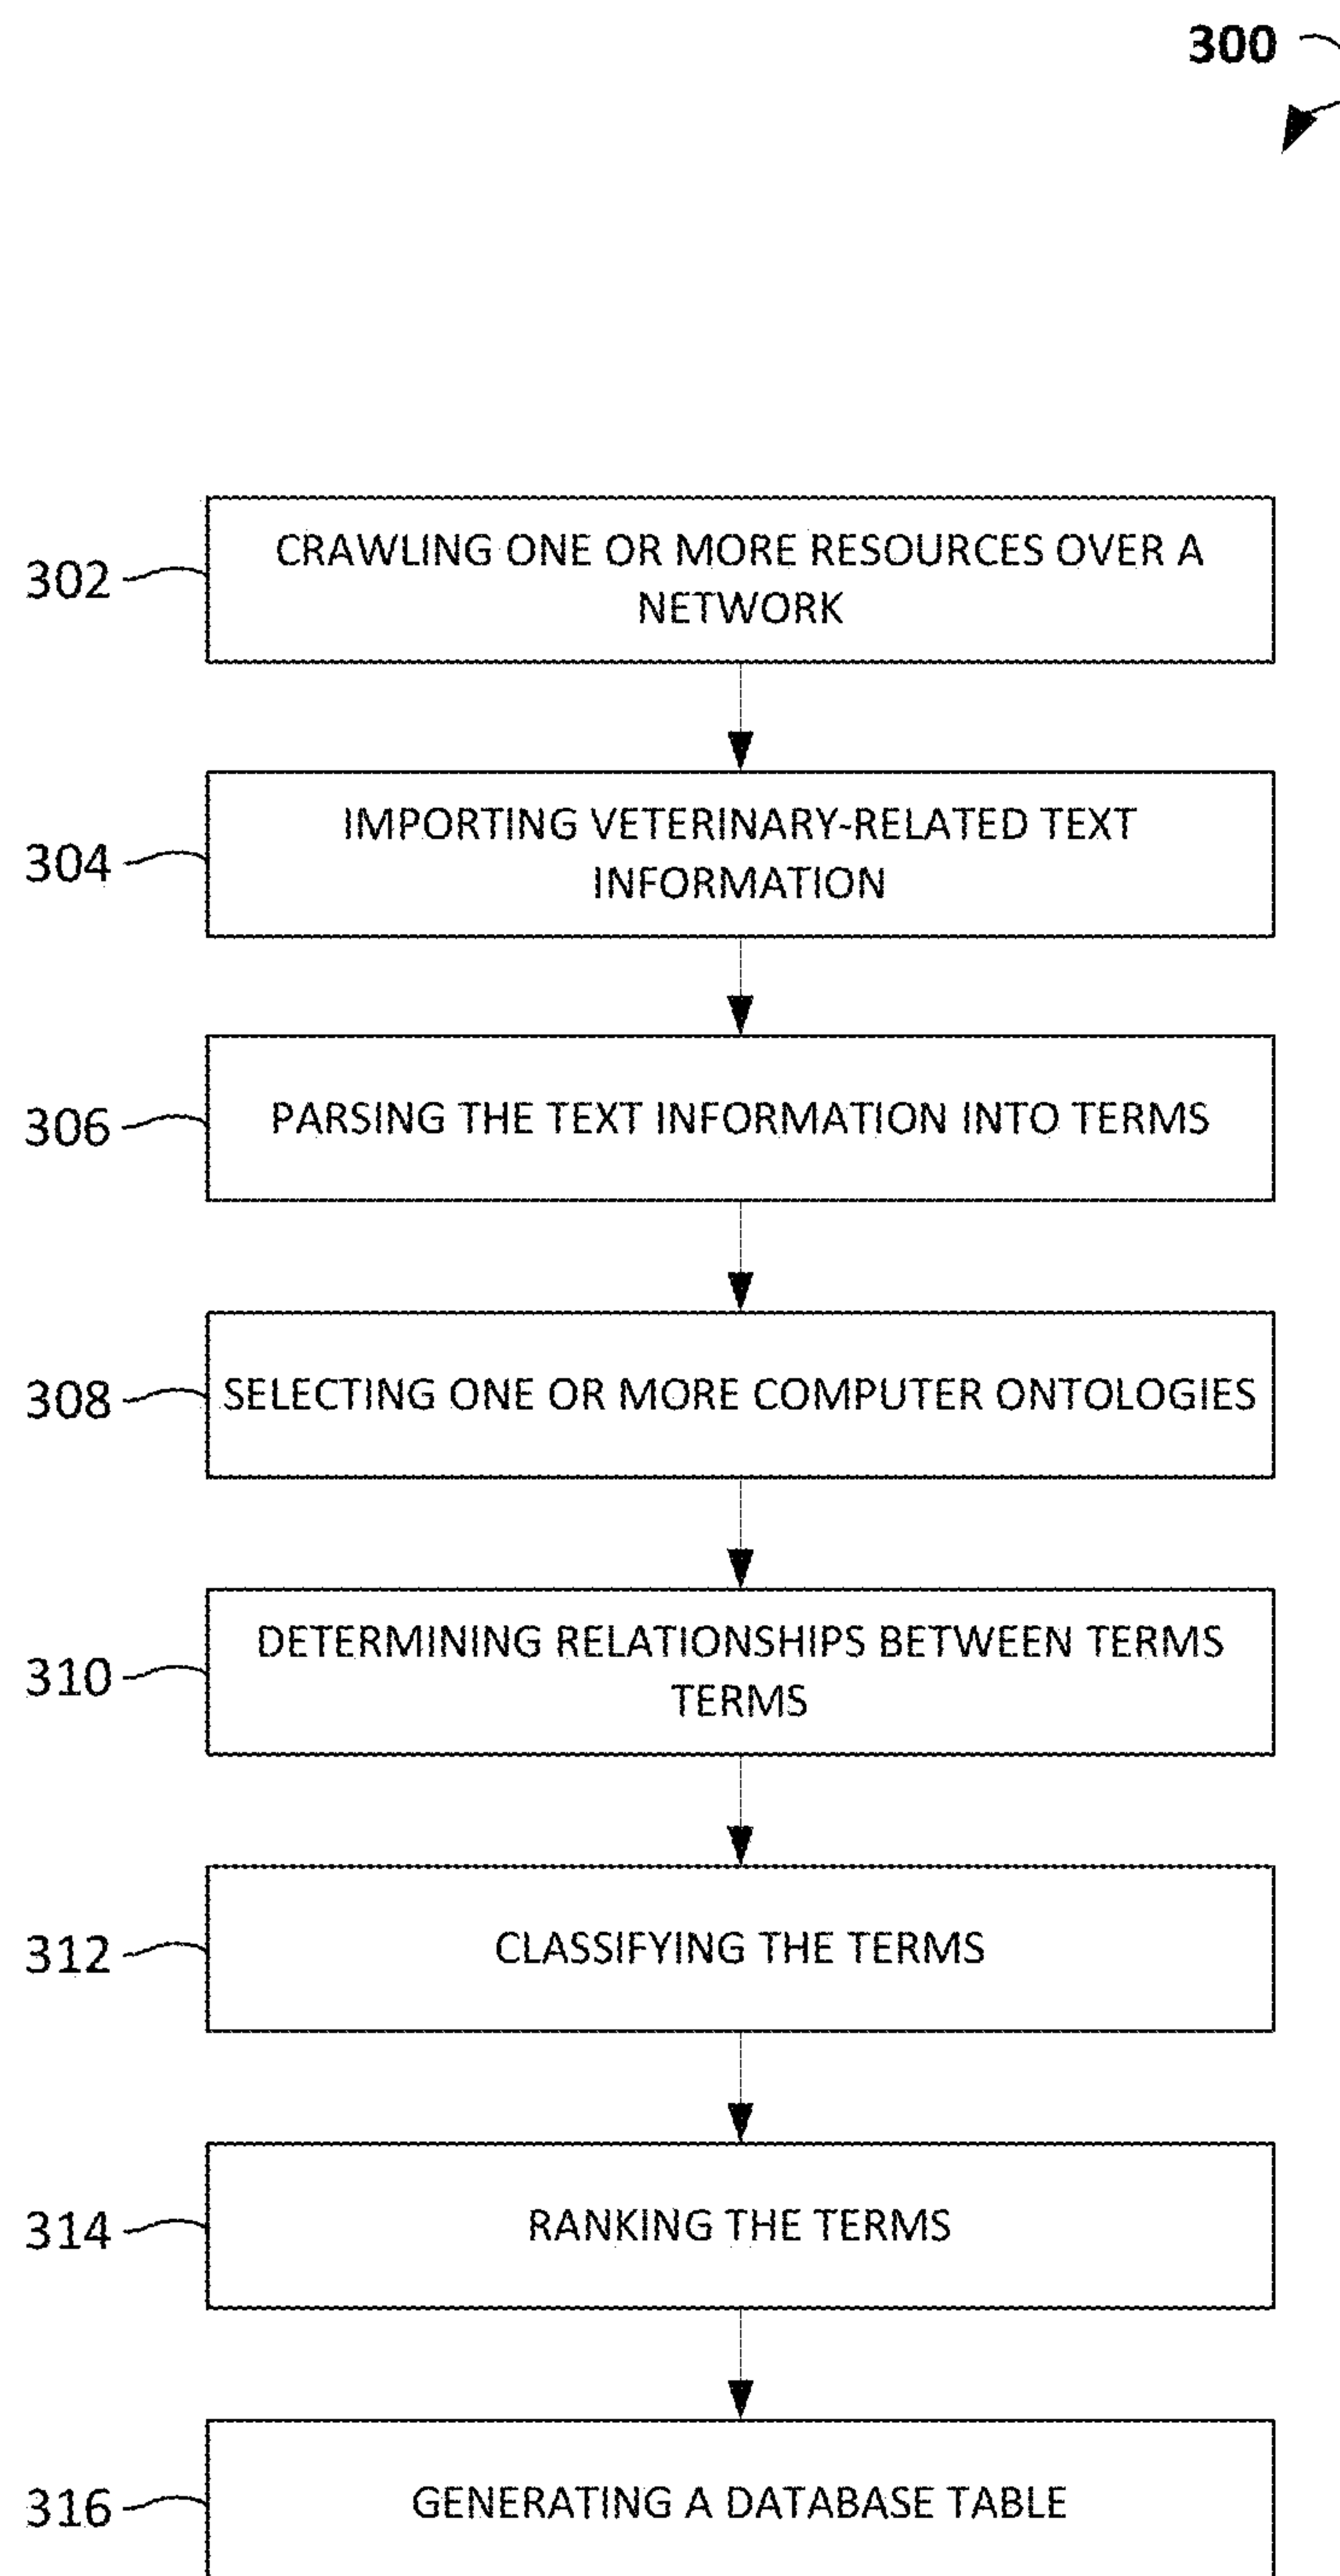 300
302
CRAWLING ONE OR MORE RESOURCES OVER A
NETWORK
304
IMPORTING VETERINARY-RELATED TEXT
INFORMATION
306
PARSING THE TEXT INFORMATION INTO TERMS
308
SELECTING ONE OR MORE COMPUTER ONTOLOGIES
310
DETERMINING RELATIONSHIPS BETWEEN TERMS
TERMS
312
CLASSIFYING THE TERMS
314
RANKING THE TERMS
316
GENERATING A DATABASE TABLE